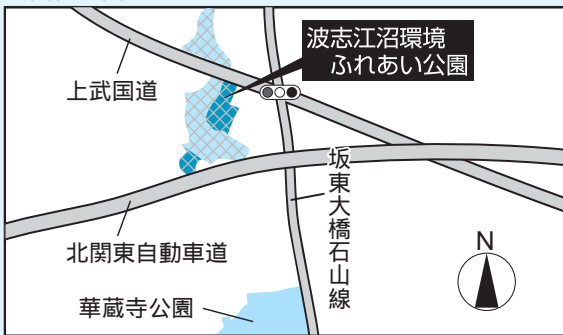 波志江沼環境
ふれあい公園
上武国道
坂東大橋石山線
北関東自動車道
N
華蔵寺公園